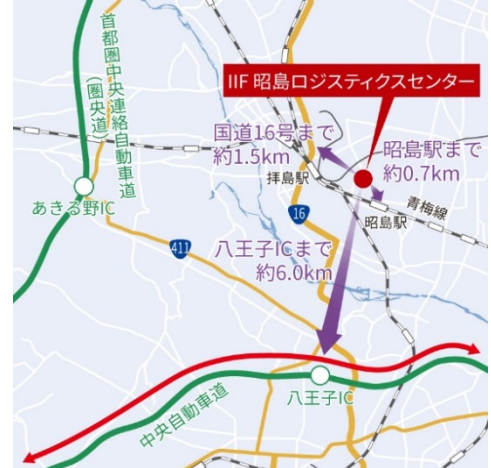 首都圏中央連絡自動車道
(圏央道)
IIF 昭島ロジスティクスセンター
国道16号まで
約1.5km
昭島駅まで
約0.7km
拝島駅
青梅線
昭島駅
あきる野IC
16
411
八王子ICまで
約6.0km
八王子IC
中央自動車道